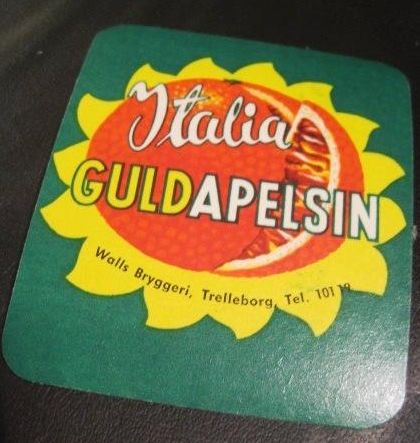 Italia
GULDAPELSIN
Walls Bryggeri, Trelleborg, Tel. 101